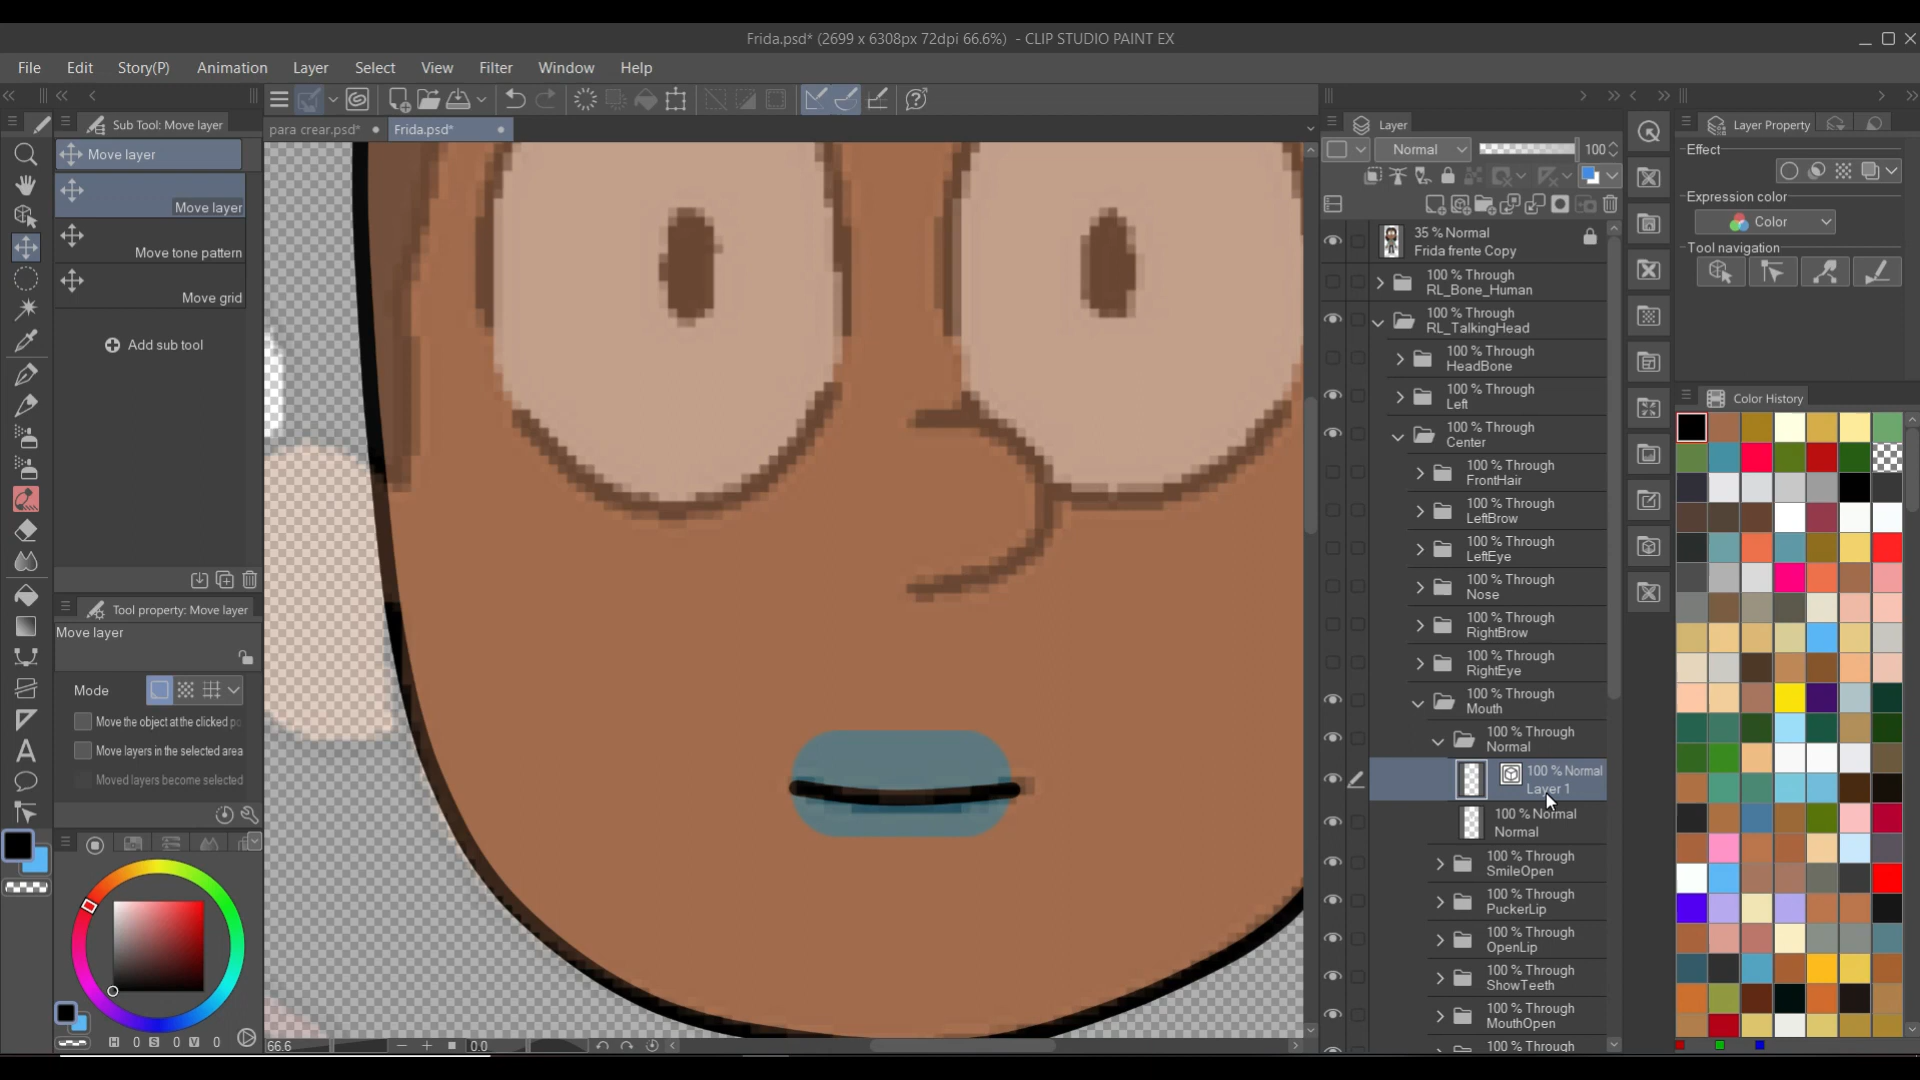 Frida.psd* (2699 x 6308px 72dpi 66.6%) - CLIP STUDIO PAINT EX
File Edit Story(P) Animation Layer Select View Filter Window Help
Sub Tool: Move layer
Move layer
Move layer
Move tone pattern
Move grid
Add sub tool
Tool property: Move layer
Move layer
Mode
Move the object at the clicked po
Move layers in the selected area
Moved layers become selected
H 0 S 0 V 0
para crear.psd*
Frida.psd*
66.6
0.0
Layer
Normal
100
35 % Normal
Frida frente Copy
100 % Through
RL_Bone_Human
100 % Through
RL_TalkingHead
100 % Through
HeadBone
100 % Through
Left
100 % Through
Center
100 % Through
FrontHair
100 % Through
LeftBrow
100 % Through
LeftEye
100 % Through
Nose
100 % Through
RightBrow
100 % Through
RightEye
100 % Through
Mouth
100 % Through
Normal
100 % Normal
Layer 1
100 % Normal
Normal
100 % Through
SmileOpen
100 % Through
PuckerLip
100 % Through
OpenLip
100 % Through
ShowTeeth
100 % Through
MouthOpen
100 % Through
Layer Property
Effect
Expression color
Color
Tool navigation
Color History